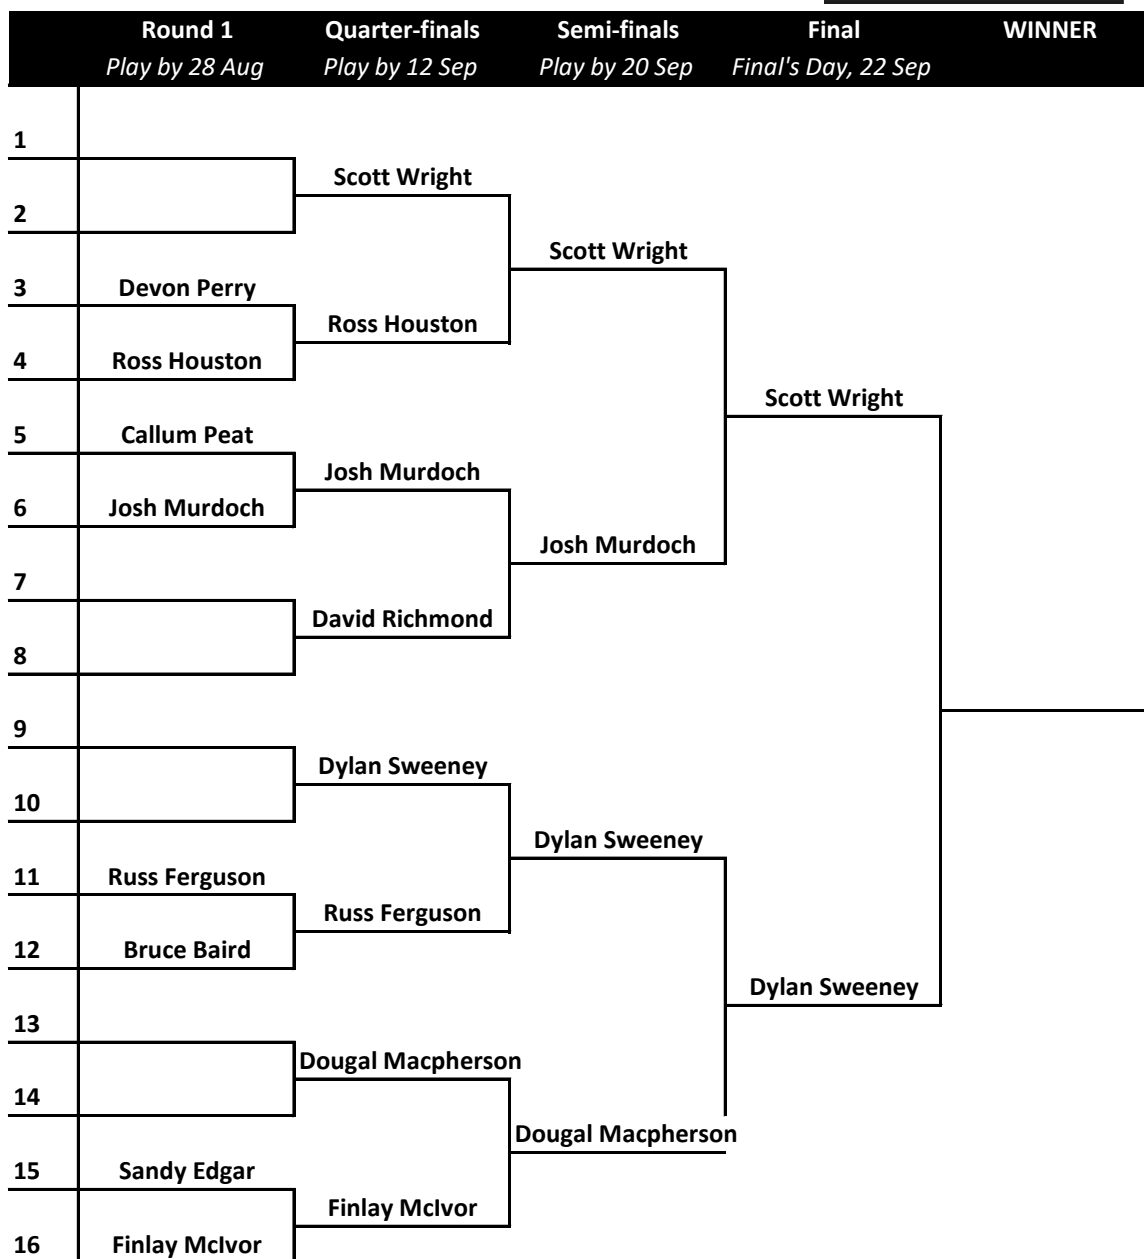 Round 1 Quarter-finals Semi-finals Final WINNER
Play by 28 Aug Play by 12 Sep Play by 20 Sep Final's Day, 22 Sep
1
Scott Wright
2
Scott Wright
3 Devon Perry
Ross Houston
4 Ross Houston
Scott Wright
5 Callum Peat
Josh Murdoch
6 Josh Murdoch
Josh Murdoch
7
David Richmond
8
9
Dylan Sweeney
10
Dylan Sweeney
11 Russ Ferguson
Russ Ferguson
12 Bruce Baird
Dylan Sweeney
13
Dougal Macpherson
14
Dougal Macpherson
15 Sandy Edgar
Finlay McIvor
16 Finlay McIvor